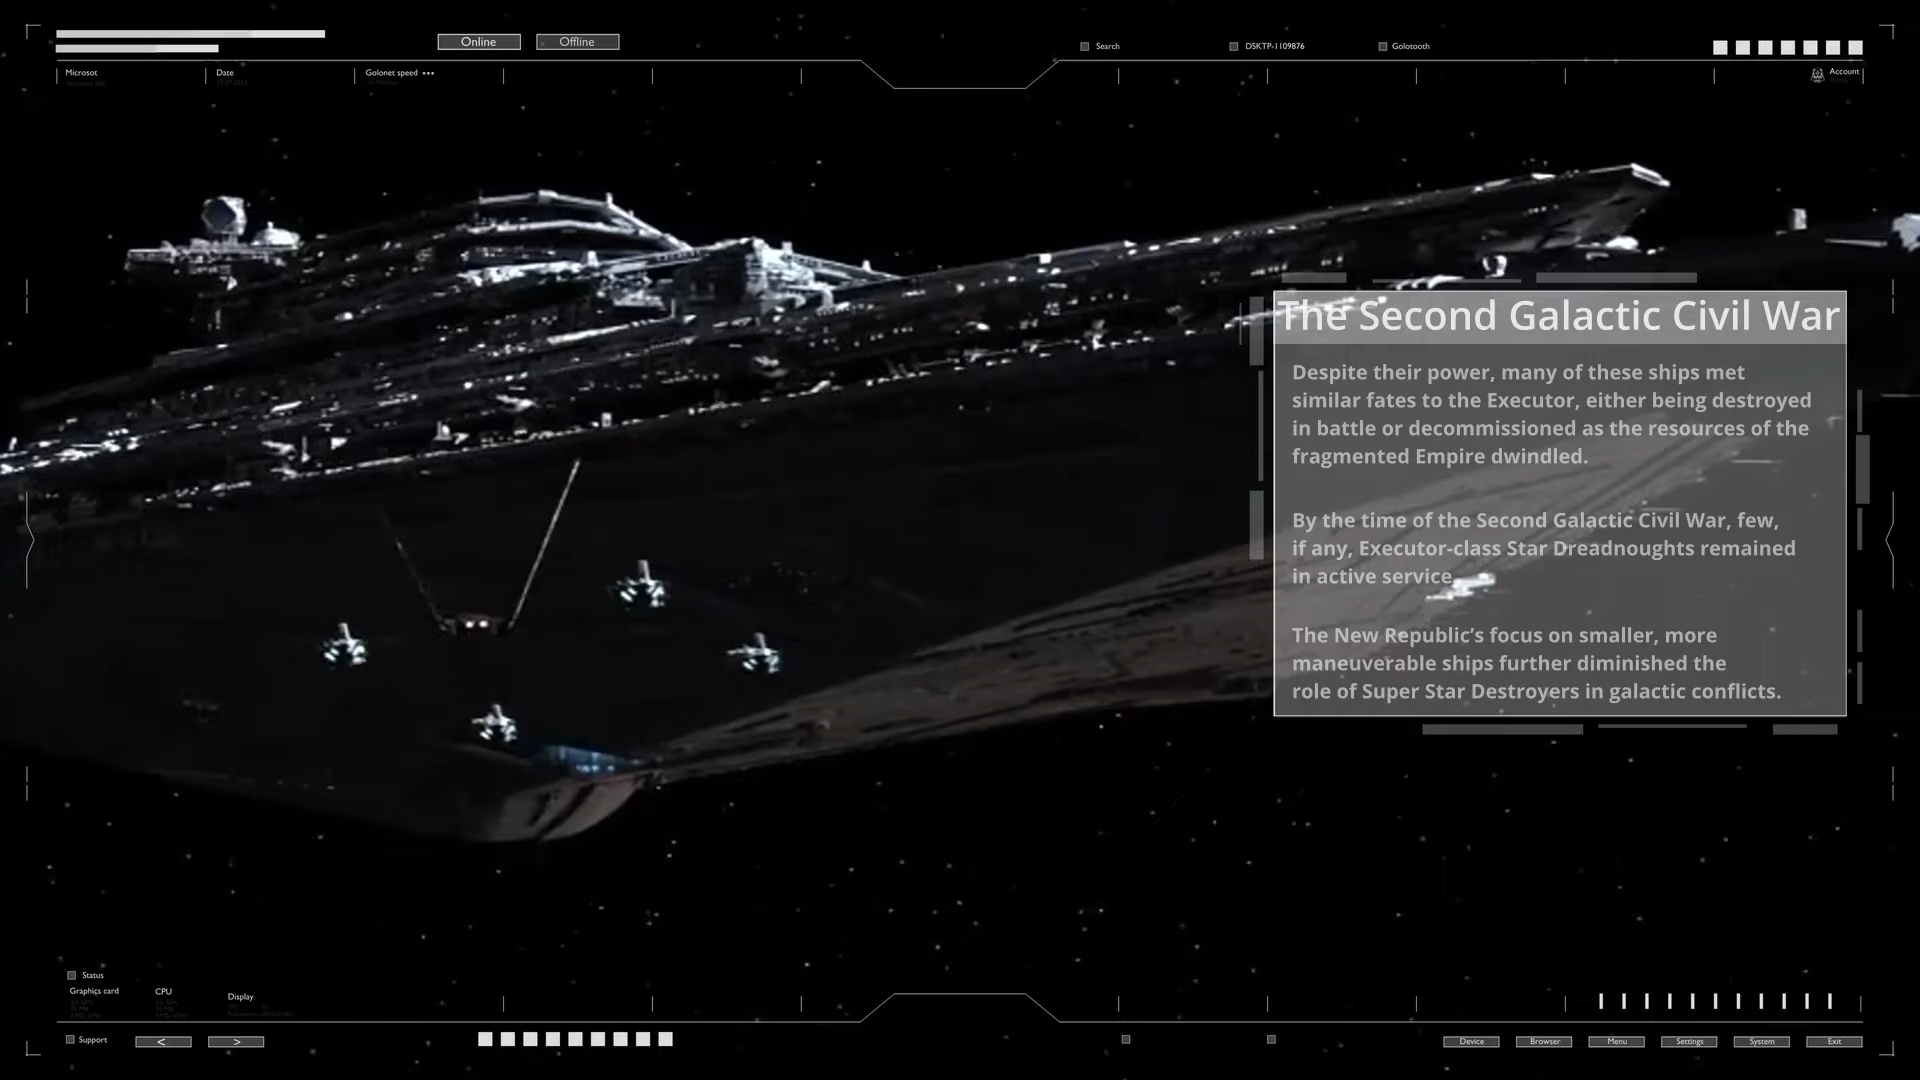 Online
Offline
Search
DSKTP-1109876
Golotooth
Microsot
Date
Golonet speed •••
Account
The Second Galactic Civil War
Despite their power, many of these ships met
similar fates to the Executor, either being destroyed
in battle or decommissioned as the resources of the
fragmented Empire dwindled.
By the time of the Second Galactic Civil War, few,
if any, Executor-class Star Dreadnoughts remained
in active service.
The New Republic’s focus on smaller, more
maneuverable ships further diminished the
role of Super Star Destroyers in galactic conflicts.
Status
Graphics card
CPU
Display
Support
<
>
Device
Browser
Menu
Settings
System
Exit